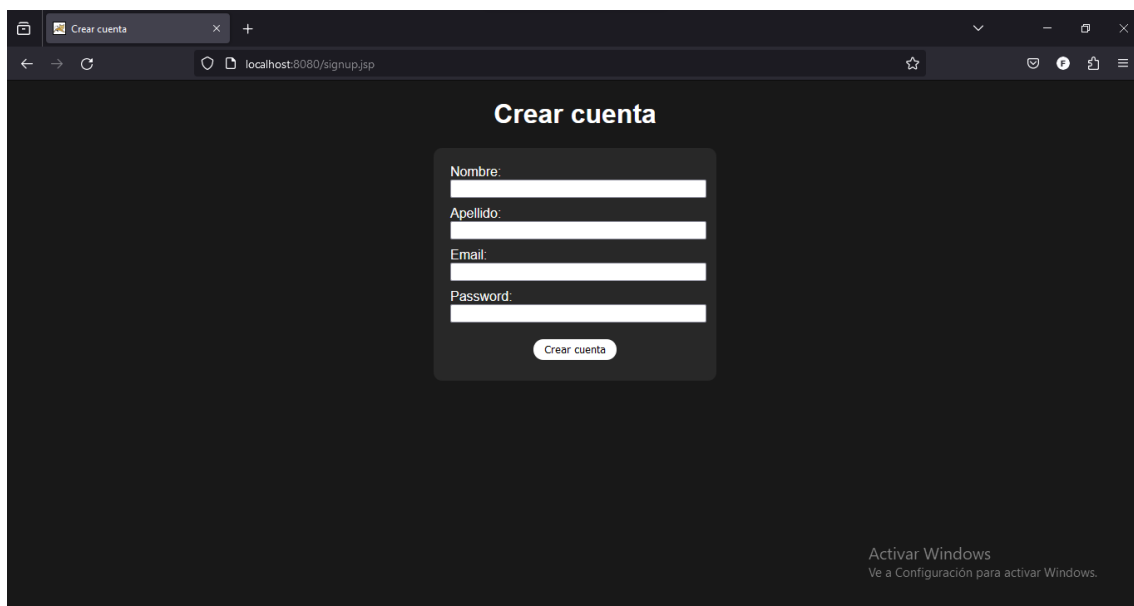 Crear cuenta
localhost:8080/signup.jsp
F
Crear cuenta
Nombre:
Apellido:
Email:
Password:
Crear cuenta
Activar Windows
Ve a Configuración para activar Windows.